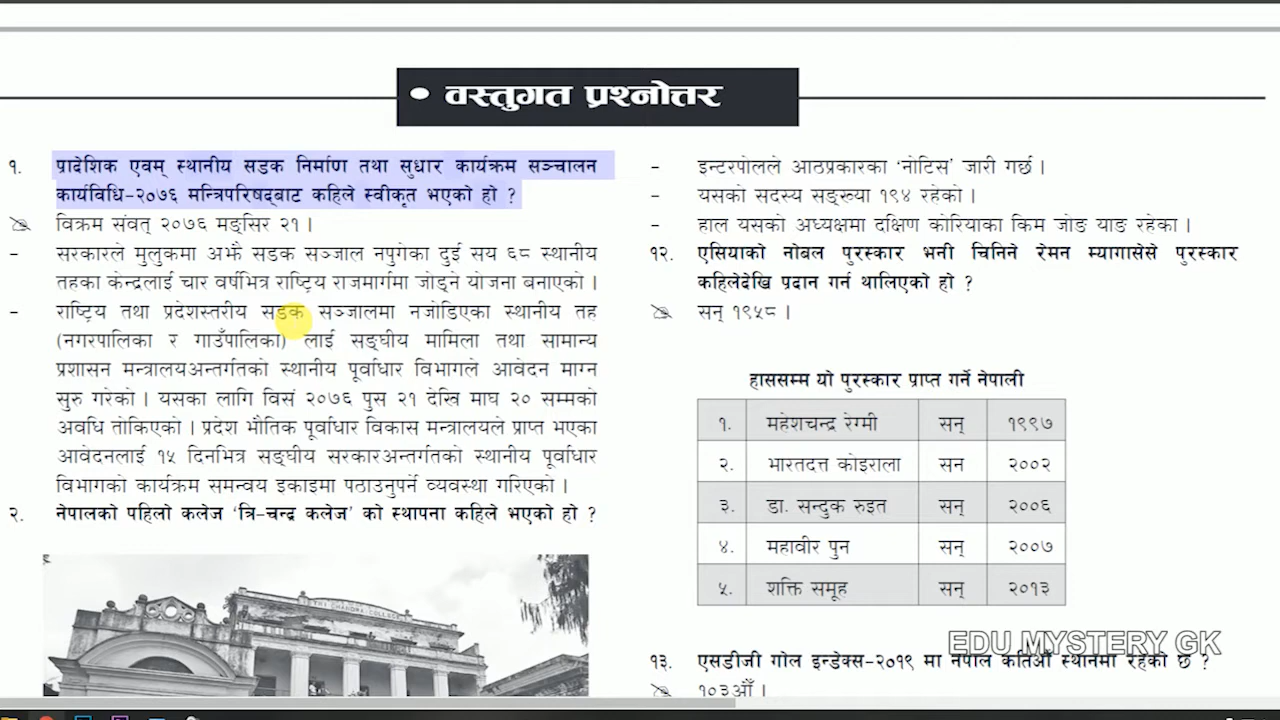 • वस्तुगत प्रश्नोत्तर
१. प्रादेशिक एवम् स्थानीय सडक निर्माण तथा सुधार कार्यक्रम सञ्चालन
कार्यविधि-२०७६ मन्त्रिपरिषद्बाट कहिले स्वीकृत भएको हो ?
विक्रम संवत् २०७६ मङ्सिर २१ ।
- सरकारले मुलुकमा अझै सडक सञ्जाल नपुगेका दुई सय ६८ स्थानीय
तहका केन्द्रलाई चार वर्षभित्र राष्ट्रिय राजमार्गमा जोड्ने योजना बनाएको ।
- राष्ट्रिय तथा प्रदेशस्तरीय सडक सञ्जालमा नजोडिएका स्थानीय तह
(नगरपालिका र गाउँपालिका) लाई सङ्घीय मामिला तथा सामान्य
प्रशासन मन्त्रालयअन्तर्गतको स्थानीय पूर्वाधार विभागले आवेदन माग्न
सुरु गरेको । यसका लागि विसं २०७६ पुस २१ देखि माघ २० सम्मको
अवधि तोकिएको । प्रदेश भौतिक पूर्वाधार विकास मन्त्रालयले प्राप्त भएका
आवेदनलाई १५ दिनभित्र सङ्घीय सरकारअन्तर्गतको स्थानीय पूर्वाधार
विभागको कार्यक्रम समन्वय इकाइमा पठाउनुपर्ने व्यवस्था गरिएको ।
२. नेपालको पहिलो कलेज ‘त्रि-चन्द्र कलेज’ को स्थापना कहिले भएको हो ?
TRI CHANDRA COLLEGE
- इन्टरपोलले आठप्रकारका ‘नोटिस’ जारी गर्छ ।
- यसको सदस्य सङ्ख्या १९४ रहेको ।
- हाल यसको अध्यक्षमा दक्षिण कोरियाका किम जोङ याङ रहेका ।
१२. एसियाको नोबल पुरस्कार भनी चिनिने रेमन म्यागासेसे पुरस्कार
कहिलेदेखि प्रदान गर्न थालिएको हो ?
सन् १९५८ ।
हाससम्म यो पुरस्कार प्राप्त गर्ने नेपाली
१. महेशचन्द्र रेग्मी सन् १९९७
२. भारतदत्त कोइराला सन २००२
३. डा. सन्दुक रुइत सन् २००६
४. महावीर पुन सन् २००७
५. शक्ति समूह सन् २०१३
EDU MYSTERY GK
१३. एसडीजी गोल इन्डेक्स-२०१९ मा नेपाल कतिऔँ स्थानमा रहेको छ ?
१०३औँ ।